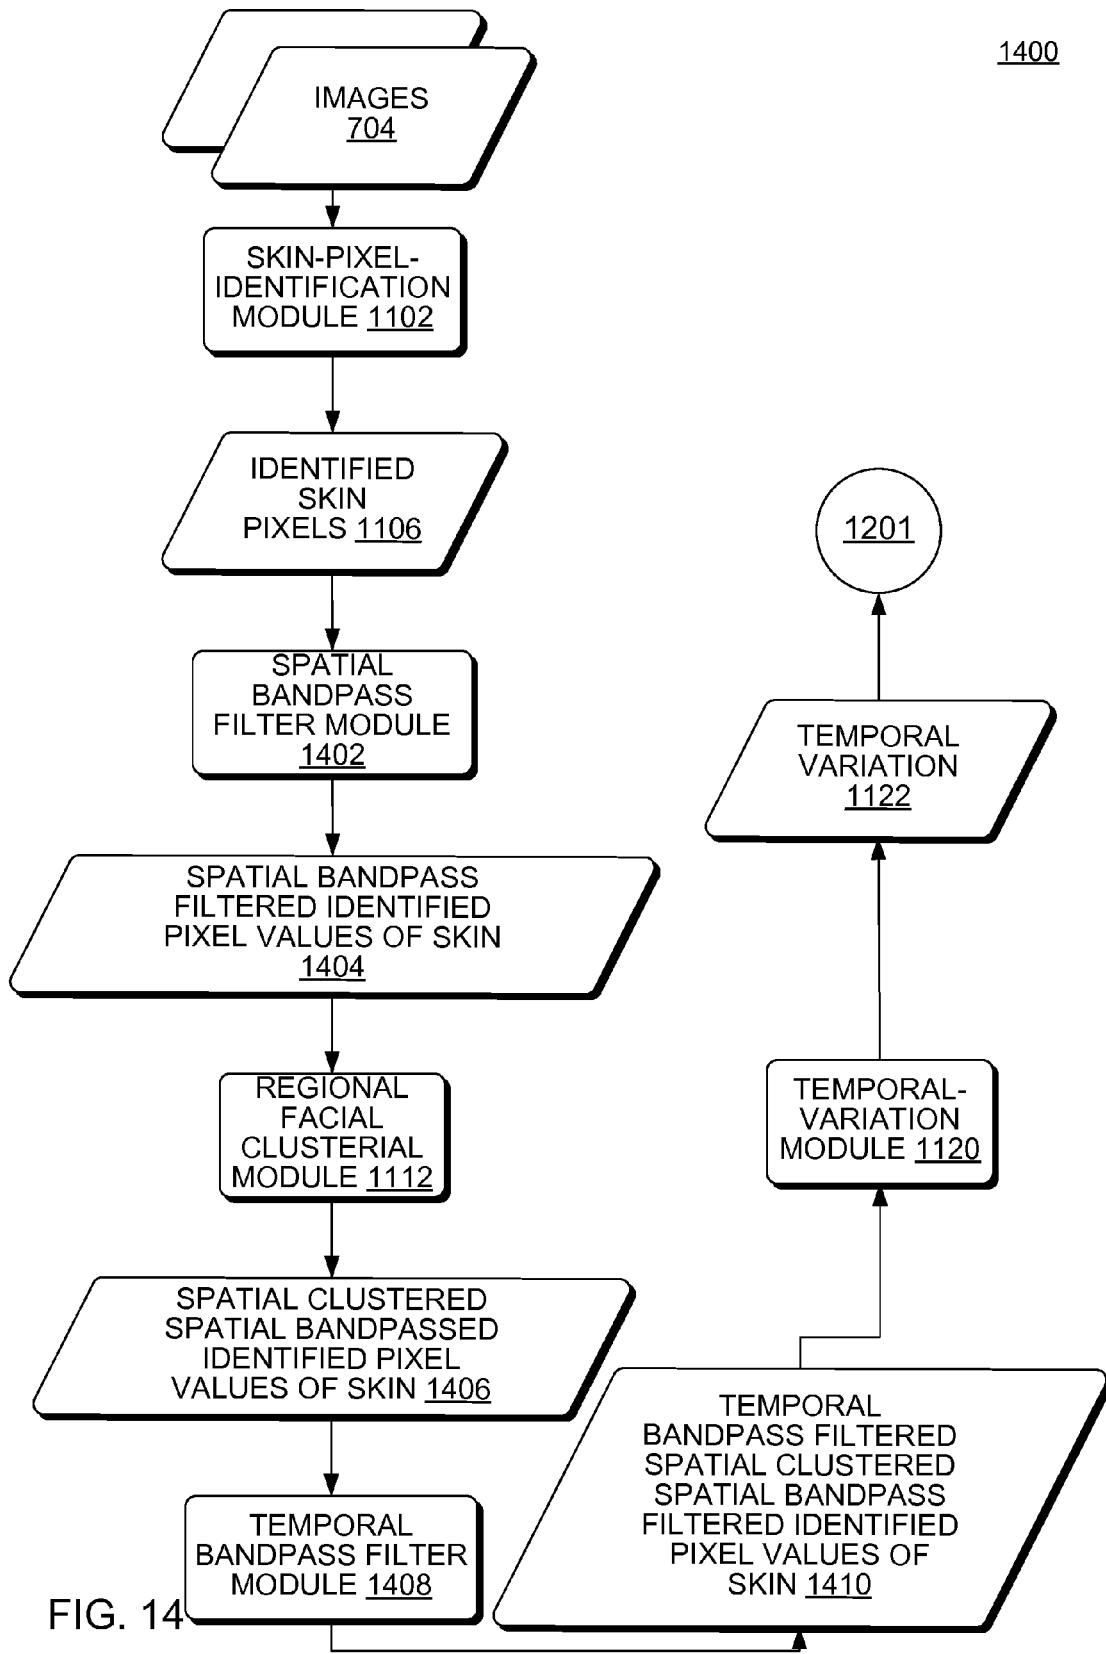 1400
IMAGES
704
SKIN-PIXEL-
IDENTIFICATION
MODULE 1102
IDENTIFIED
SKIN
PIXELS 1106
SPATIAL
BANDPASS
FILTER MODULE
1402
SPATIAL BANDPASS
FILTERED IDENTIFIED
PIXEL VALUES OF SKIN
1404
REGIONAL
FACIAL
CLUSTERIAL
MODULE 1112
SPATIAL CLUSTERED
SPATIAL BANDPASSED
IDENTIFIED PIXEL
VALUES OF SKIN 1406
TEMPORAL
BANDPASS FILTER
MODULE 1408
TEMPORAL
BANDPASS FILTERED
SPATIAL CLUSTERED
SPATIAL BANDPASS
FILTERED IDENTIFIED
PIXEL VALUES OF
SKIN 1410
TEMPORAL-
VARIATION
MODULE 1120
TEMPORAL
VARIATION
1122
1201
FIG. 14